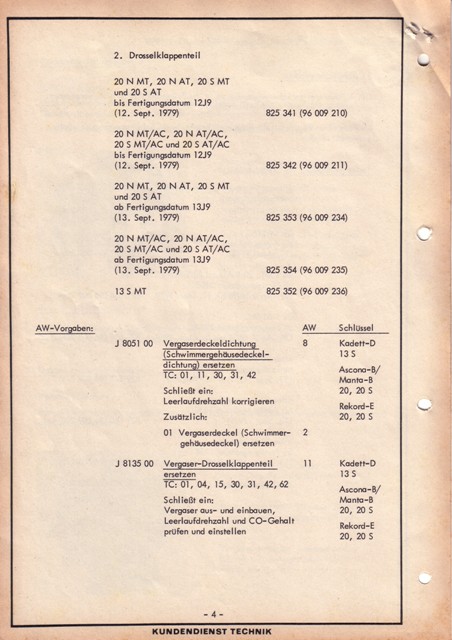 2. Drosselklappenteil
20 N MT, 20 N AT, 20 S MT
und 20 S AT
bis Fertigungsdatum 12J9
(12. Sept. 1979) 825 341 (96 009 210)
20 N MT/AC, 20 N AT/AC,
20 S MT/AC und 20 S AT/AC
bis Fertigungsdatum 12J9
(12. Sept. 1979) 825 342 (96 009 211)
20 N MT, 20 N AT, 20 S MT
und 20 S AT
ab Fertigungsdatum 13J9
(13. Sept. 1979) 825 353 (96 009 234)
20 N MT/AC, 20 N AT/AC,
20 S MT/AC und 20 S AT/AC
ab Fertigungsdatum 13J9
(13. Sept. 1979) 825 354 (96 009 235)
13 S MT 825 352 (96 009 236)
AW-Vorgaben: AW Schlüssel
J 8051 00 Vergaserdeckeldichtung 8 Kadett-D
(Schwimmergehäusedeckel- 13 S
dichtung) ersetzen
TC: 01, 11, 30, 31, 42 Ascona-B/
Manta-B
Schließt ein: 20, 20 S
Leerlaufdrehzahl korrigieren
Rekord-E
Zusätzlich: 20, 20 S
01 Vergaserdeckel (Schwimmer- 2
gehäusedeckel) ersetzen
J 8135 00 Vergaser-Drosselklappenteil 11 Kadett-D
ersetzen 13 S
TC: 01, 04, 15, 30, 31, 42, 62
Ascona-B/
Schließt ein: Manta-B
Vergaser aus- und einbauen, 20, 20 S
Leerlaufdrehzahl und CO-Gehalt
prüfen und einstellen Rekord-E
20, 20 S
- 4 -
KUNDENDIENST TECHNIK